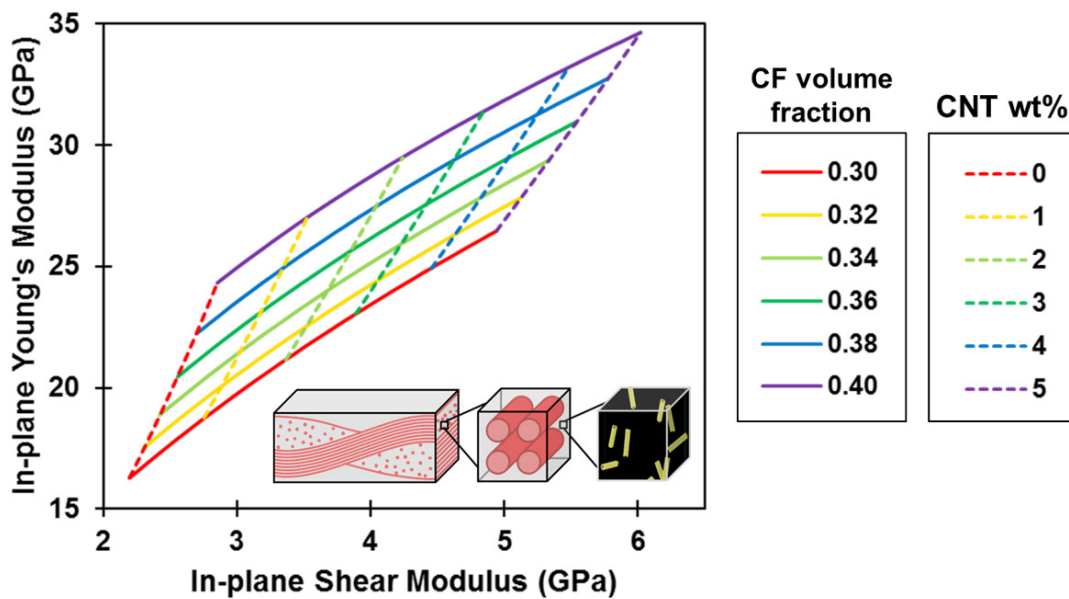 In-plane Young's Modulus (GPa)
35
30
25
20
15
2 3 4 5 6
In-plane Shear Modulus (GPa)
CF volume
fraction
0.30
0.32
0.34
0.36
0.38
0.40
CNT wt%
0
1
2
3
4
5